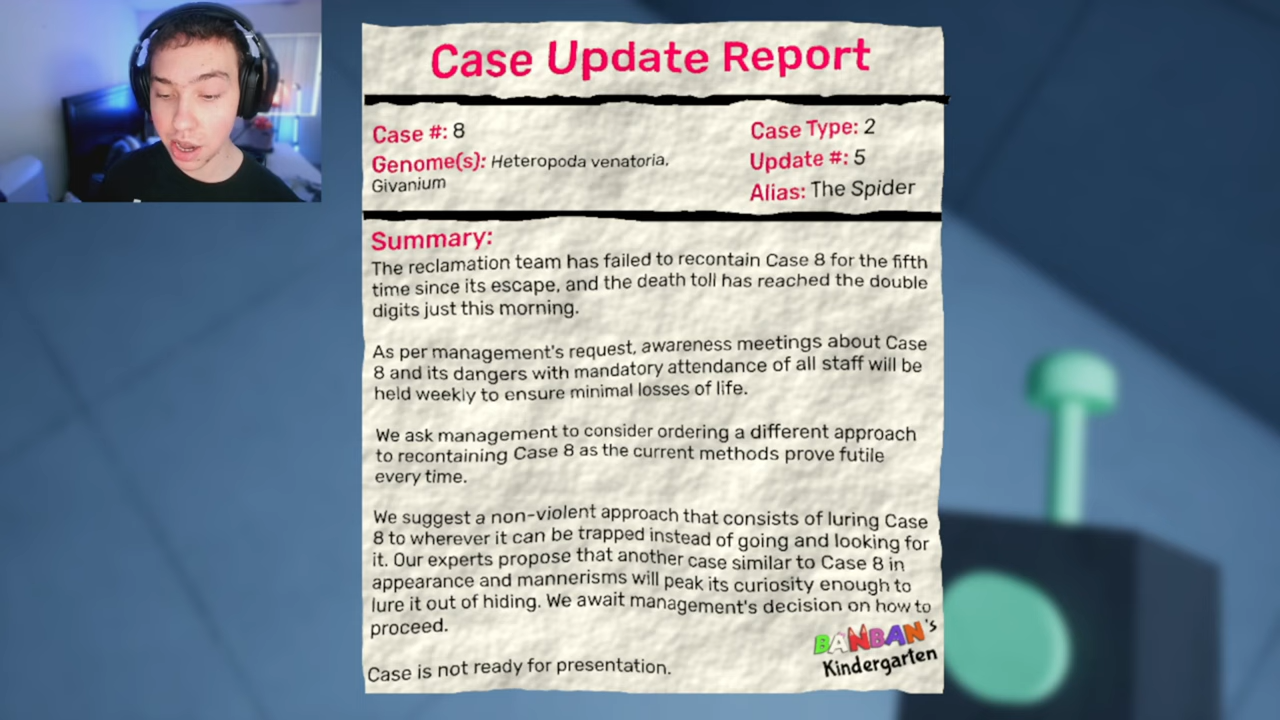 Case Update Report
Case #: 8
Case Type: 2
Genome(s): Heteropoda venatoria.
Givanium
Update #: 5
Alias: The Spider
Summary:
The reclamation team has failed to recontain Case 8 for the fifth
time since its escape, and the death toll has reached the double
digits just this morning.
As per management's request, awareness meetings about Case
8 and its dangers with mandatory attendance of all staff will be
held weekly to ensure minimal losses of life.
We ask management to consider ordering a different approach
to recontaining Case 8 as the current methods prove futile
every time.
We suggest a non-violent approach that consists of luring Case
8 to wherever it can be trapped instead of going and looking for
it. Our experts propose that another case similar to Case 8 in
appearance and mannerisms will peak its curiosity enough to
lure it out of hiding. We await management's decision on how to
proceed.
BANBAN's
Kindergarten
Case is not ready for presentation.